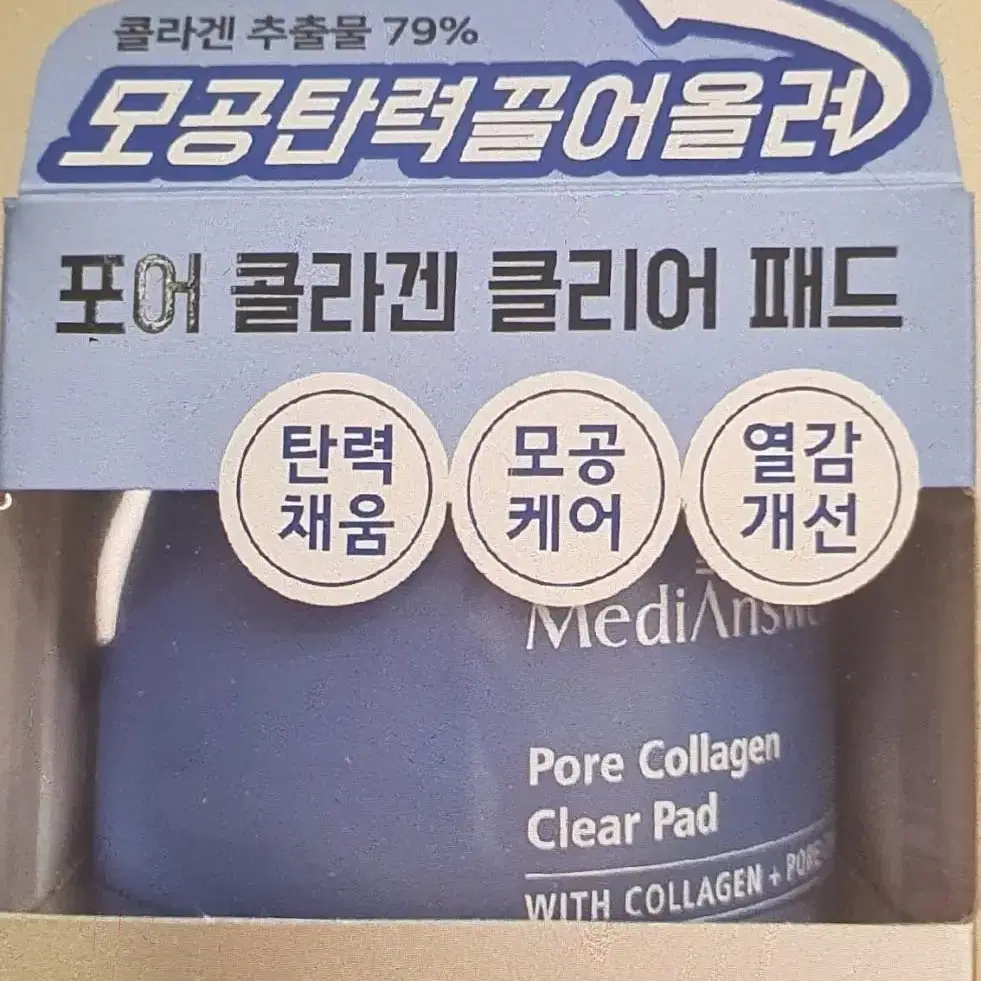 콜라겐 추출물 79%
모공탄력끌어올려
포어 콜라겐 클리어 패드
탄력
채움
모공
케어
열감
개선
Pore Collagen
Clear Pad
WITH COLLAGEN +